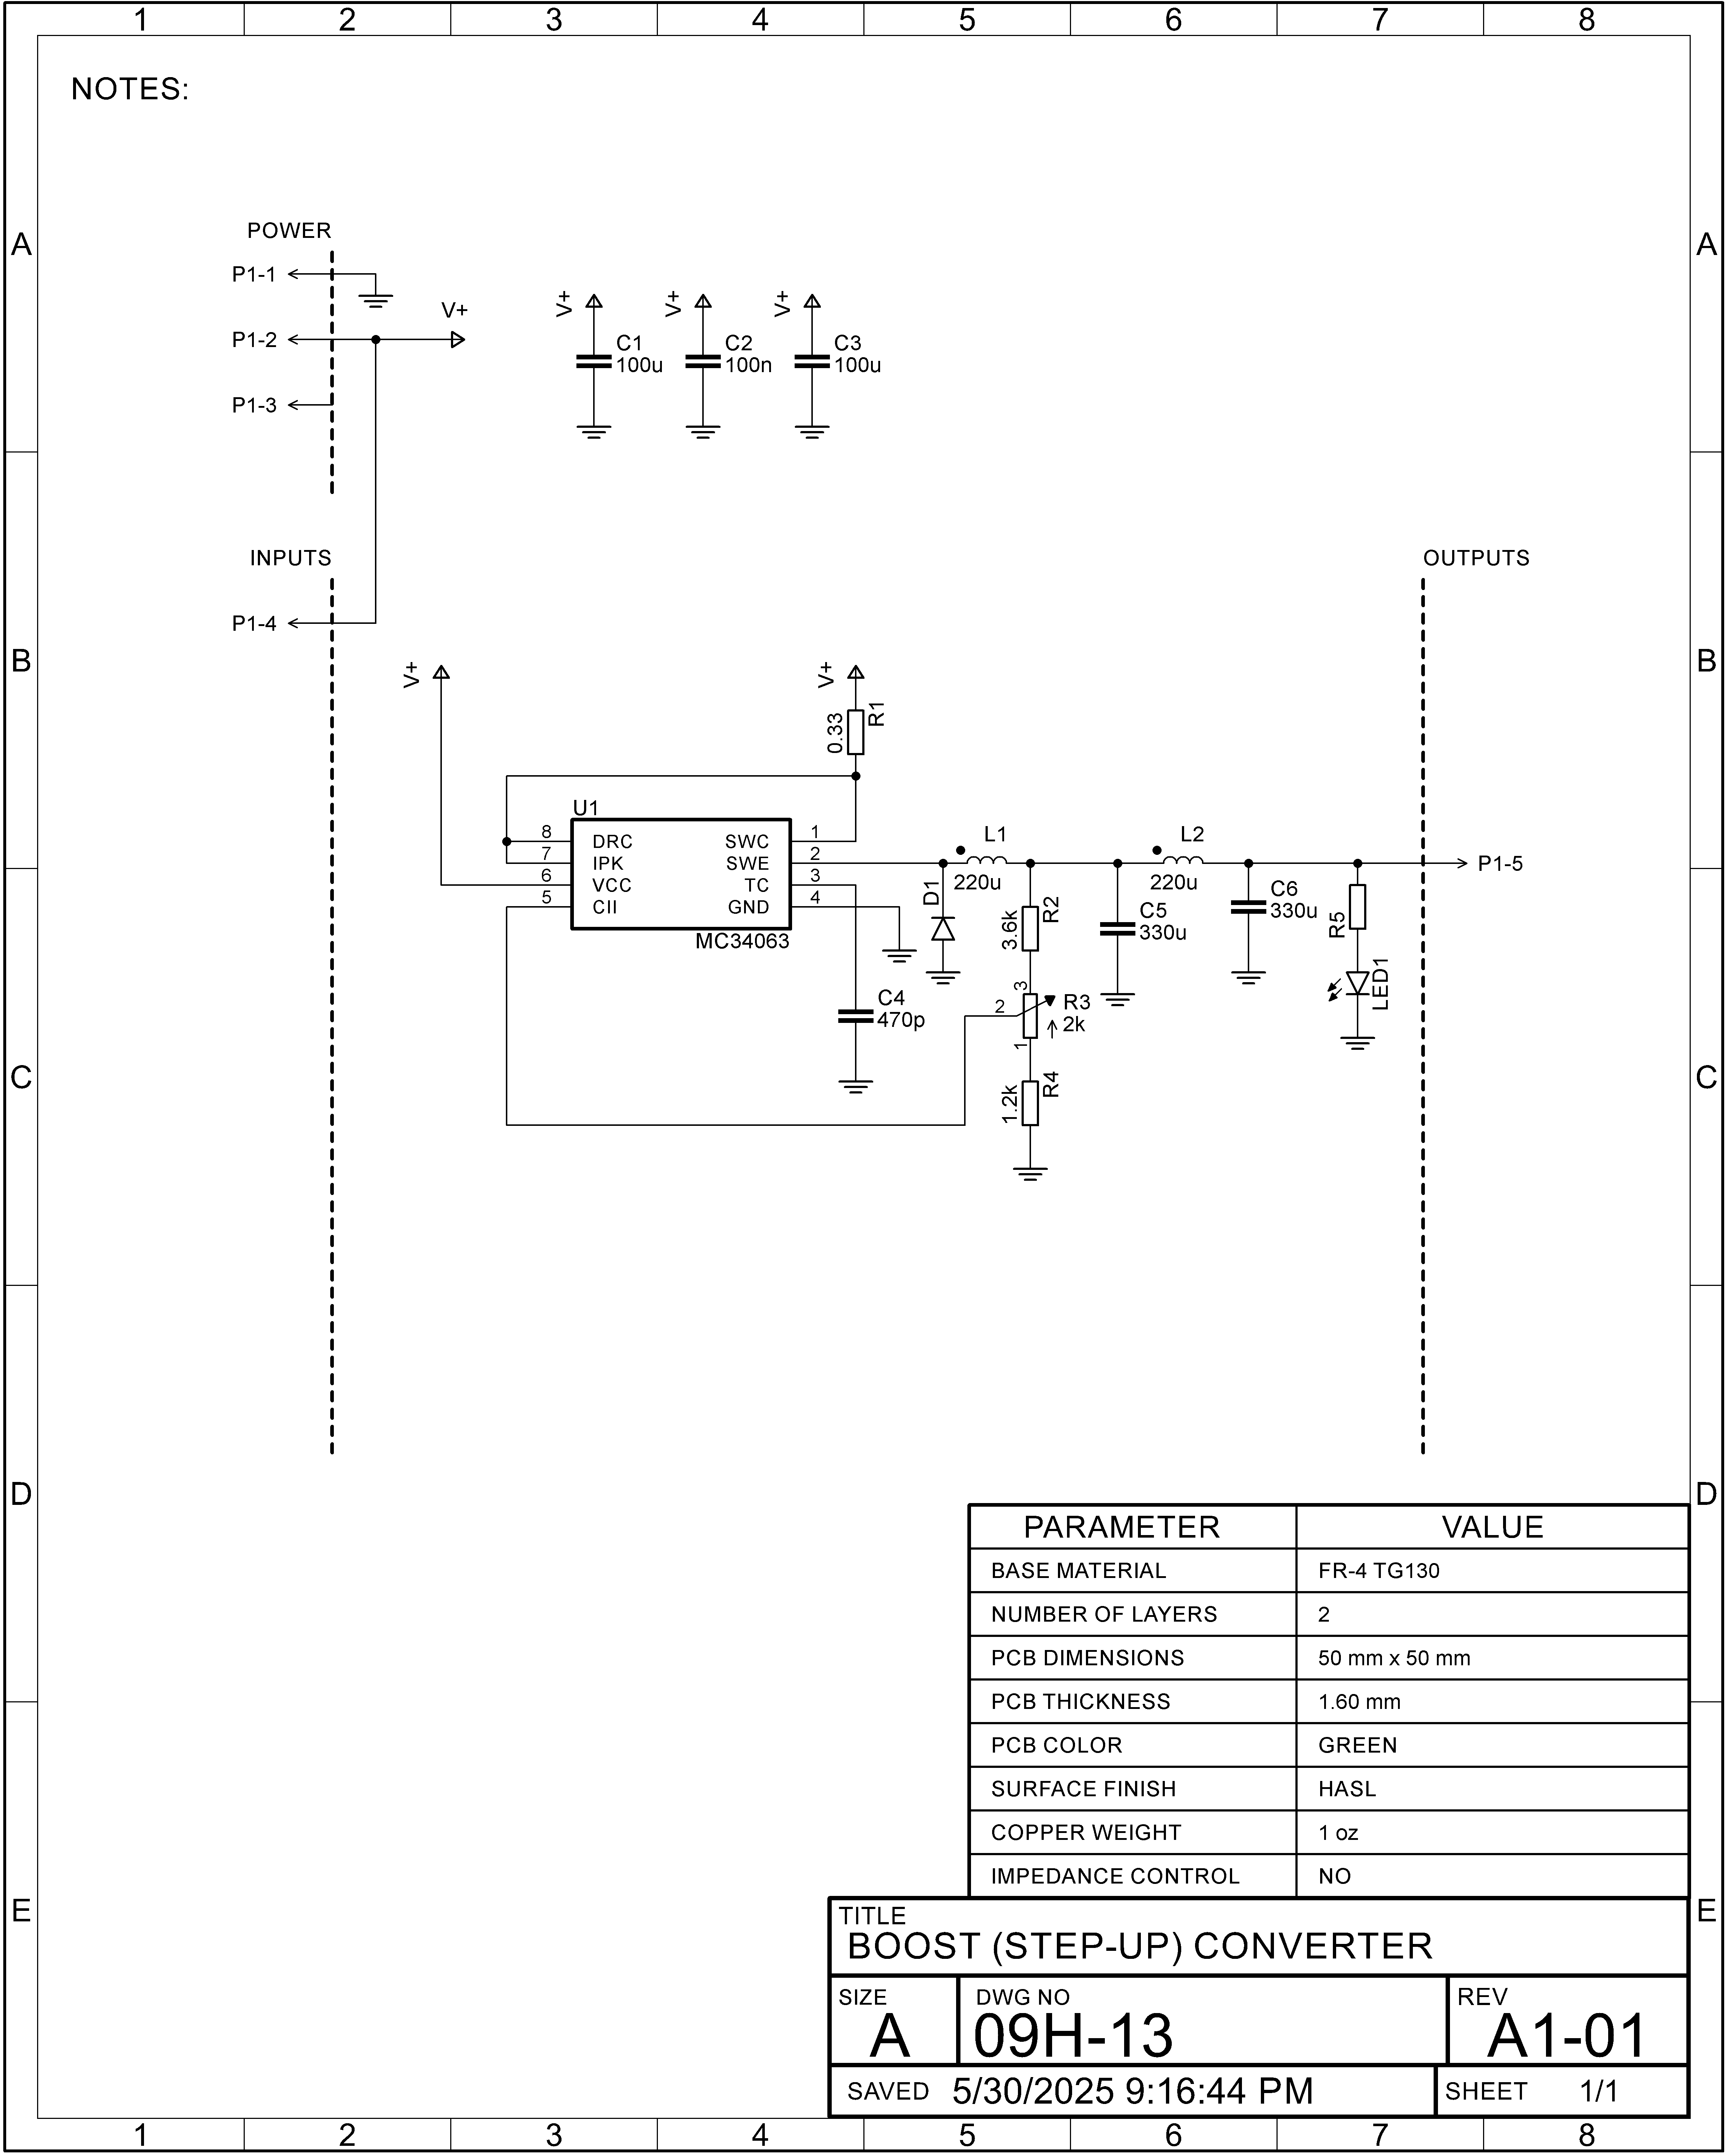 1 2 3 4 5 6 7 8
NOTES:
A
A
POWER
P1-1
V+
P1-2
P1-3
V+
C1
100u
V+
C2
100n
V+
C3
100u
INPUTS
P1-4
OUTPUTS
B
B
V+
V+
0.33
R1
U1
8 DRC SWC 1
7 IPK SWE 2
6 VCC TC 3
5 CII GND 4
MC34063
L1
220u
L2
220u
P1-5
D1
3.6k
R2
C5
330u
C6
330u
R5
LED1
C4
470p
3
2
1
R3
2k
1.2k
R4
C
C
D
D
PARAMETER VALUE
BASE MATERIAL FR-4 TG130
NUMBER OF LAYERS 2
PCB DIMENSIONS 50 mm x 50 mm
PCB THICKNESS 1.60 mm
PCB COLOR GREEN
SURFACE FINISH HASL
COPPER WEIGHT 1 oz
IMPEDANCE CONTROL NO
E
E
TITLE
BOOST (STEP-UP) CONVERTER
SIZE
A
DWG NO
09H-13
REV
A1-01
SAVED 5/30/2025 9:16:44 PM
SHEET 1/1
1 2 3 4 5 6 7 8